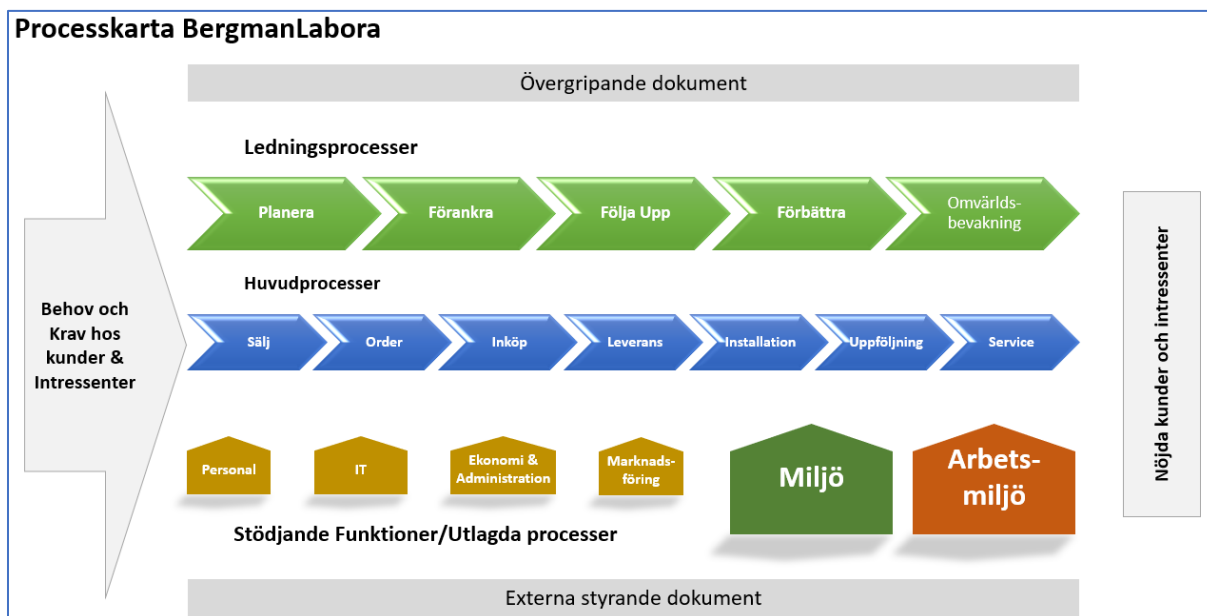 Processkarta BergmanLabora
Övergripande dokument
Ledningsprocesser
Planera
Förankra
Följa Upp
Förbättra
Omvärlds-
bevakning
Behov och
Krav hos
kunder &
Intressenter
Huvudprocesser
Sälj
Order
Inköp
Leverans
Installation
Uppföljning
Service
Personal
IT
Ekonomi &
Administration
Marknads-
föring
Miljö
Arbets-
miljö
Stödjande Funktioner/Utlagda processer
Nöjda kunder och intressenter
Externa styrande dokument